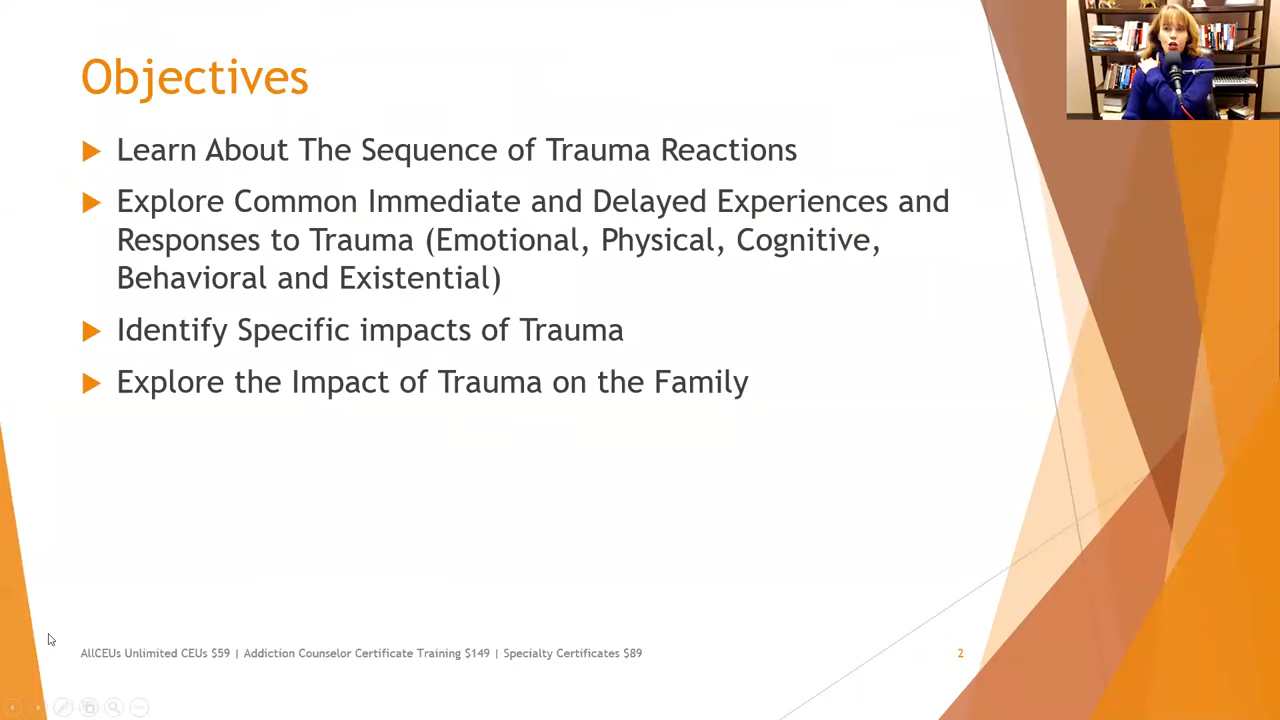 Objectives
Learn About The Sequence of Trauma Reactions
Explore Common Immediate and Delayed Experiences and
Responses to Trauma (Emotional, Physical, Cognitive,
Behavioral and Existential)
Identify Specific impacts of Trauma
Explore the Impact of Trauma on the Family
AllCEUs Unlimited CEUs $59 | Addiction Counselor Certificate Training $149 | Specialty Certificates $89
2